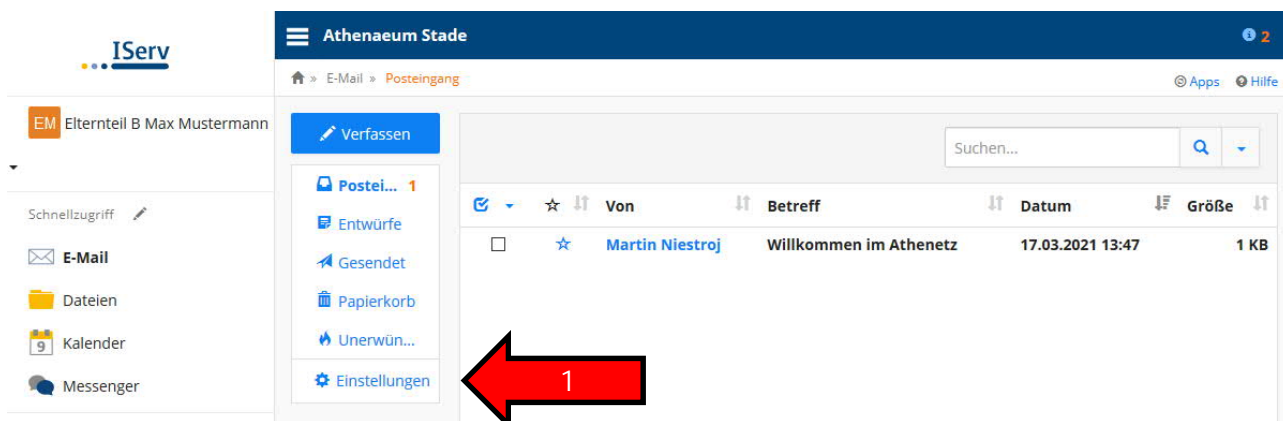 IServ
Athenaeum Stade
2
» E-Mail » Posteingang
Apps Hilfe
EM Elternteil B Max Mustermann
Verfassen
Suchen...
Postei... 1
Schnellzugriff
Entwürfe
Von Betreff Datum Größe
E-Mail
Gesendet
Martin Niestroj Willkommen im Athenetz 17.03.2021 13:47 1 KB
Dateien
Papierkorb
9 Kalender
Unerwün...
Messenger
Einstellungen
1